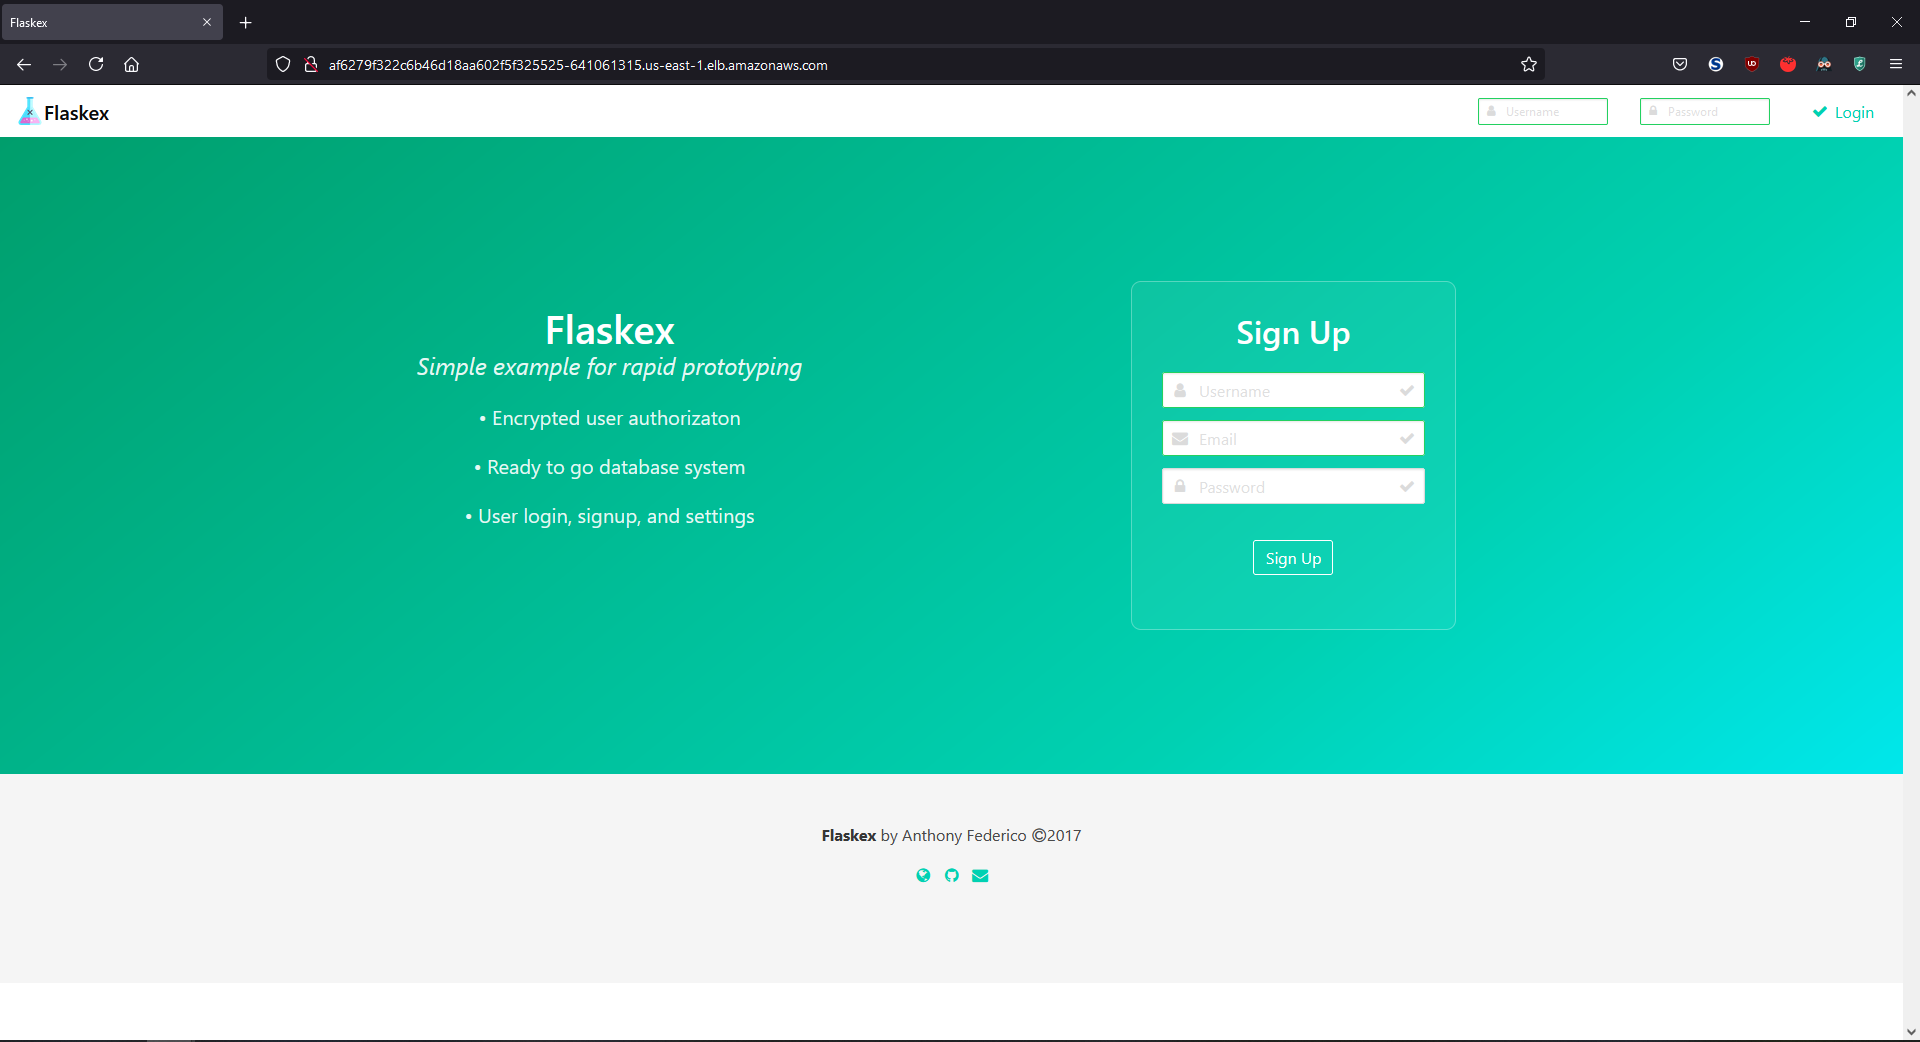 Flaskex
af6279f322c6b46d18aa602f5f325525-641061315.us-east-1.elb.amazonaws.com
Flaskex
Username
Password
Login
Flaskex
Simple example for rapid prototyping
• Encrypted user authorizaton
• Ready to go database system
• User login, signup, and settings
Sign Up
Username
Email
Password
Sign Up
Flaskex by Anthony Federico ©2017